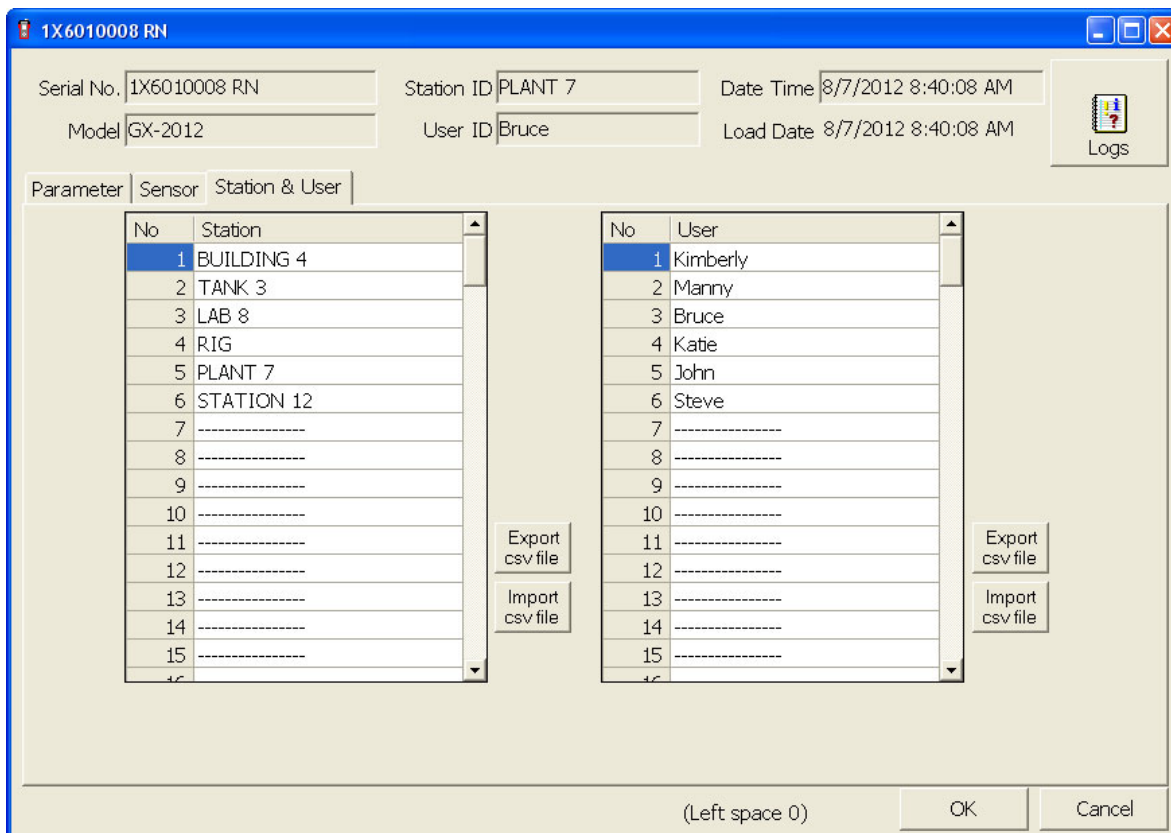 1X6010008 RN
Serial No. 1X6010008 RN Station ID PLANT 7 Date Time 8/7/2012 8:40:08 AM
Model GX-2012 User ID Bruce Load Date 8/7/2012 8:40:08 AM
Logs
Parameter Sensor Station & User
No Station No User
1 BUILDING 4 1 Kimberly
2 TANK 3 2 Manny
3 LAB 8 3 Bruce
4 RIG 4 Katie
5 PLANT 7 5 John
6 STATION 12 6 Steve
7 ---------------- 7 ----------------
8 ---------------- 8 ----------------
9 ---------------- 9 ----------------
10 ---------------- 10 ----------------
11 ---------------- Export csv file 11 ---------------- Export csv file
12 ---------------- 12 ----------------
13 ---------------- Import csv file 13 ---------------- Import csv file
14 ---------------- 14 ----------------
15 ---------------- 15 ----------------
(Left space 0) OK Cancel